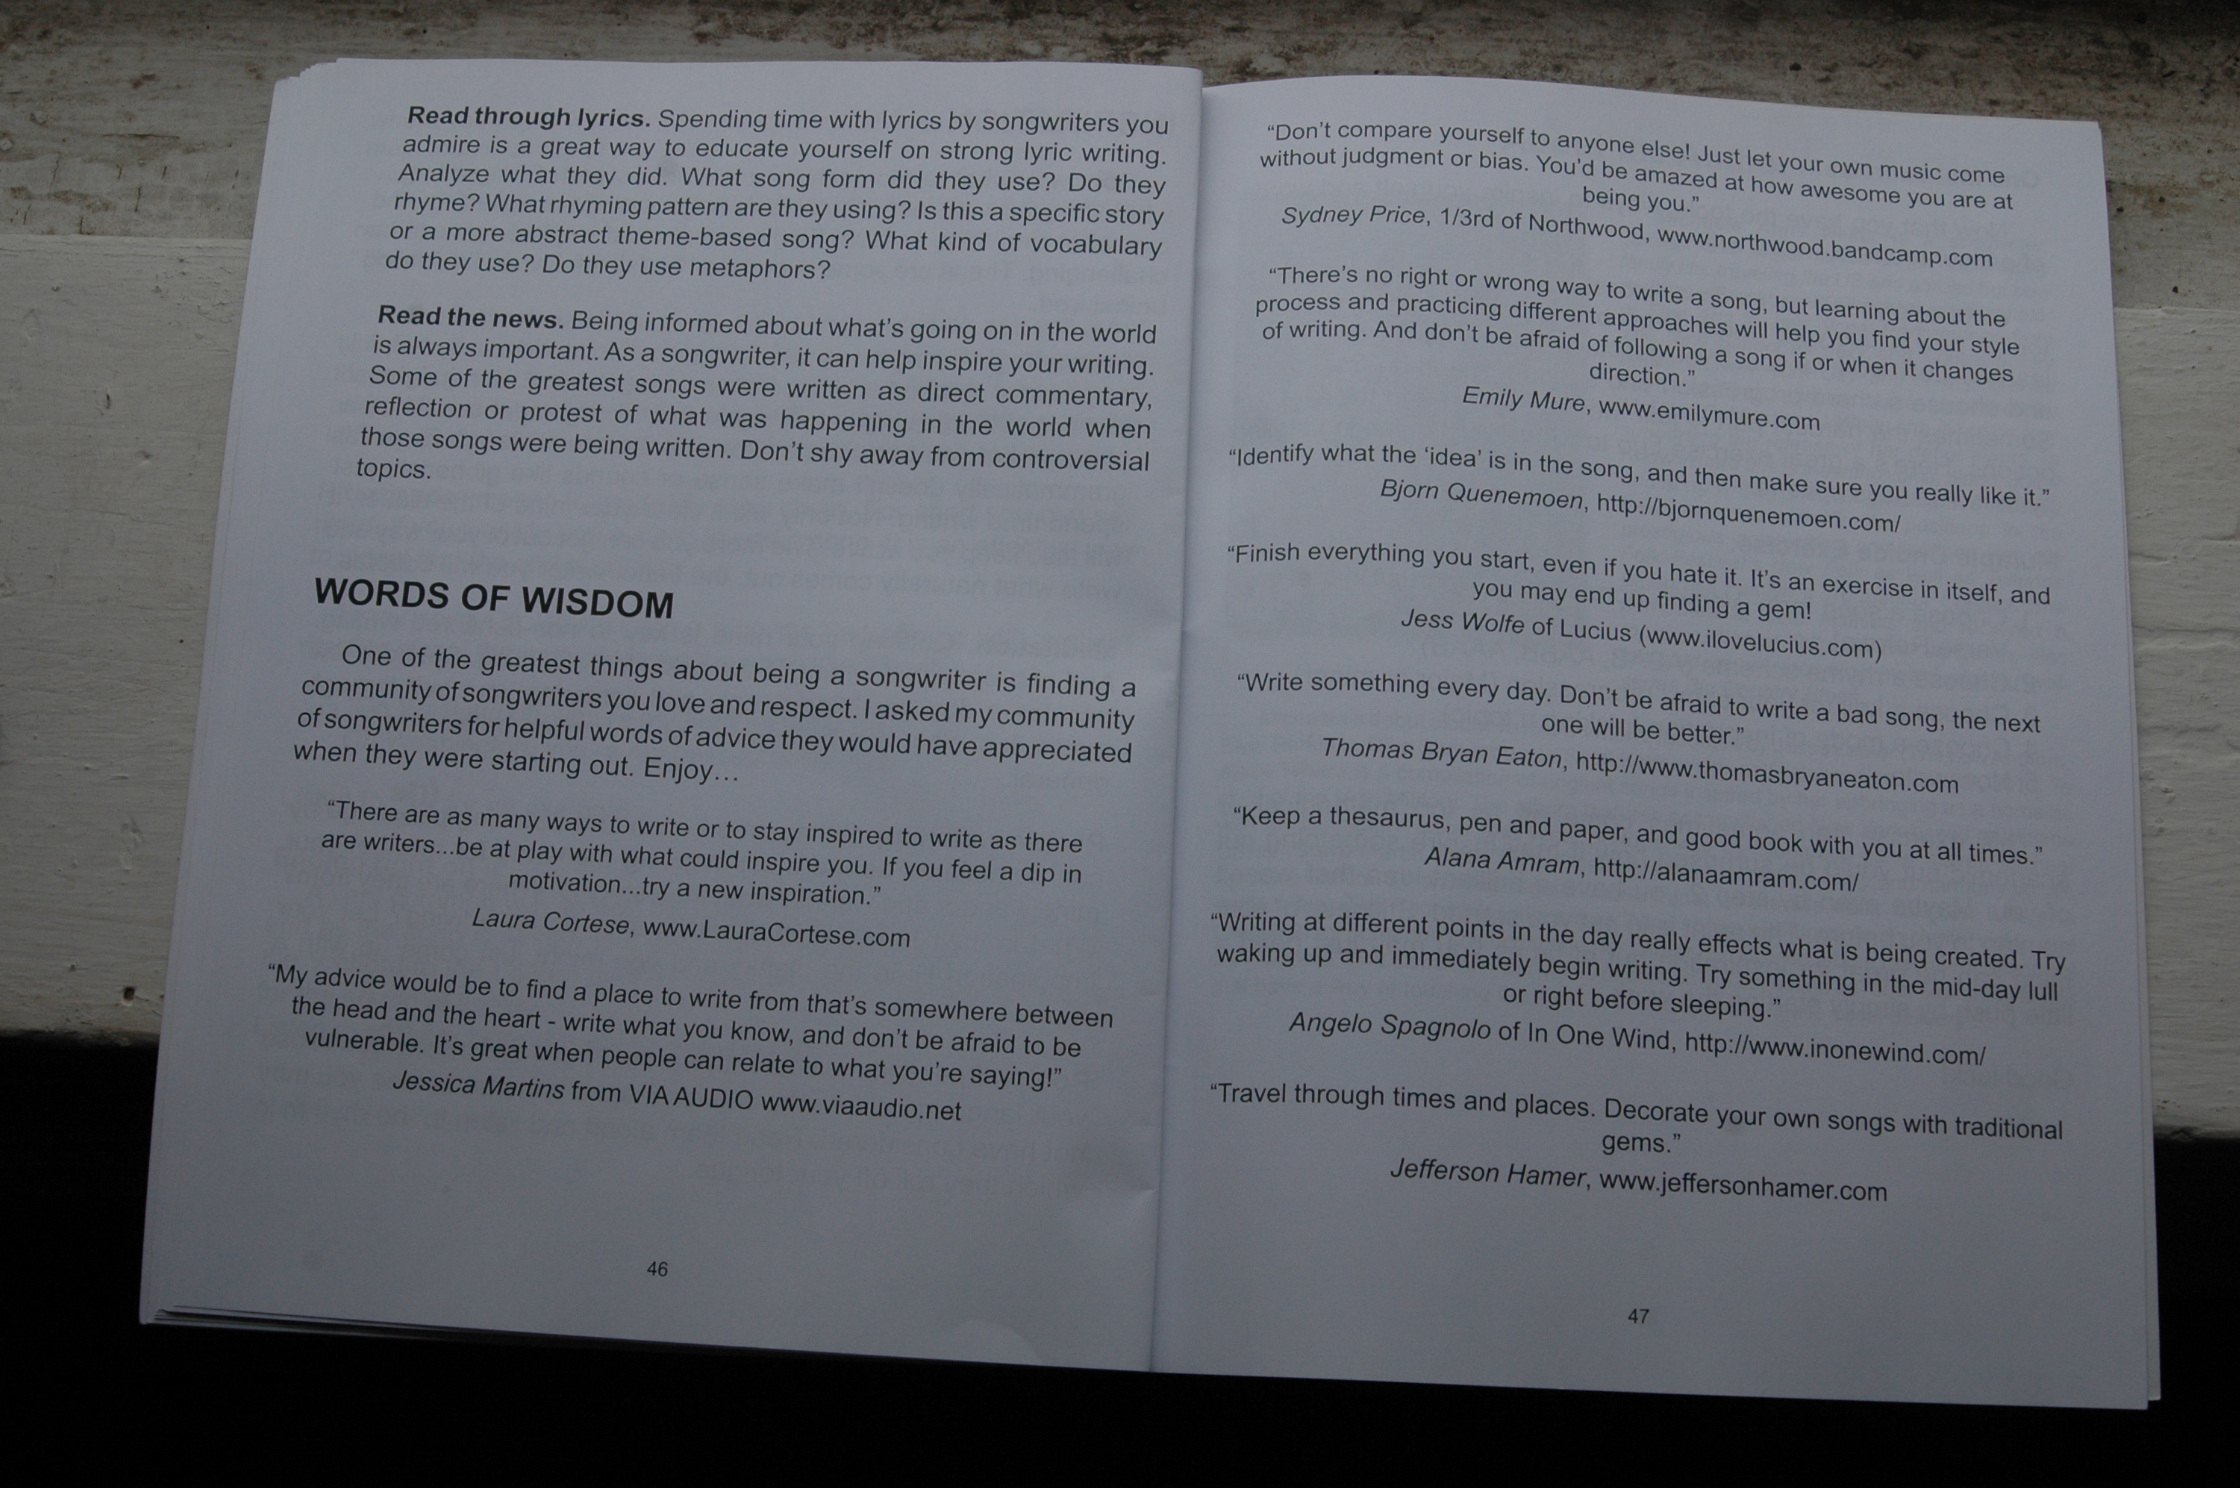 Read through lyrics. Spending time with lyrics by songwriters you
admire is a great way to educate yourself on strong lyric writing.
Analyze what they did. What song form did they use? Do they
rhyme? What rhyming pattern are they using? Is this a specific story
or a more abstract theme-based song? What kind of vocabulary
do they use? Do they use metaphors?
Read the news. Being informed about what's going on in the world
is always important. As a songwriter, it can help inspire your writing.
Some of the greatest songs were written as direct commentary,
reflection or protest of what was happening in the world when
those songs were being written. Don't shy away from controversial
topics.
WORDS OF WISDOM
One of the greatest things about being a songwriter is finding a
community of songwriters you love and respect. I asked my community
of songwriters for helpful words of advice they would have appreciated
when they were starting out. Enjoy…
“There are as many ways to write or to stay inspired to write as there
are writers...be at play with what could inspire you. If you feel a dip in
motivation...try a new inspiration.”
Laura Cortese, www.LauraCortese.com
“My advice would be to find a place to write from that's somewhere between
the head and the heart - write what you know, and don't be afraid to be
vulnerable. It's great when people can relate to what you're saying!”
Jessica Martins from VIA AUDIO www.viaaudio.net
46
“Don't compare yourself to anyone else! Just let your own music come
without judgment or bias. You'd be amazed at how awesome you are at
being you.”
Sydney Price, 1/3rd of Northwood, www.northwood.bandcamp.com
“There's no right or wrong way to write a song, but learning about the
process and practicing different approaches will help you find your style
of writing. And don't be afraid of following a song if or when it changes
direction.”
Emily Mure, www.emilymure.com
“Identify what the ‘idea’ is in the song, and then make sure you really like it.”
Bjorn Quenemoen, http://bjornquenemoen.com/
“Finish everything you start, even if you hate it. It's an exercise in itself, and
you may end up finding a gem!
Jess Wolfe of Lucius (www.ilovelucius.com)
“Write something every day. Don't be afraid to write a bad song, the next
one will be better.”
Thomas Bryan Eaton, http://www.thomasbryaneaton.com
“Keep a thesaurus, pen and paper, and good book with you at all times.”
Alana Amram, http://alanaamram.com/
“Writing at different points in the day really effects what is being created. Try
waking up and immediately begin writing. Try something in the mid-day lull
or right before sleeping.”
Angelo Spagnolo of In One Wind, http://www.inonewind.com/
“Travel through times and places. Decorate your own songs with traditional
gems.”
Jefferson Hamer, www.jeffersonhamer.com
47